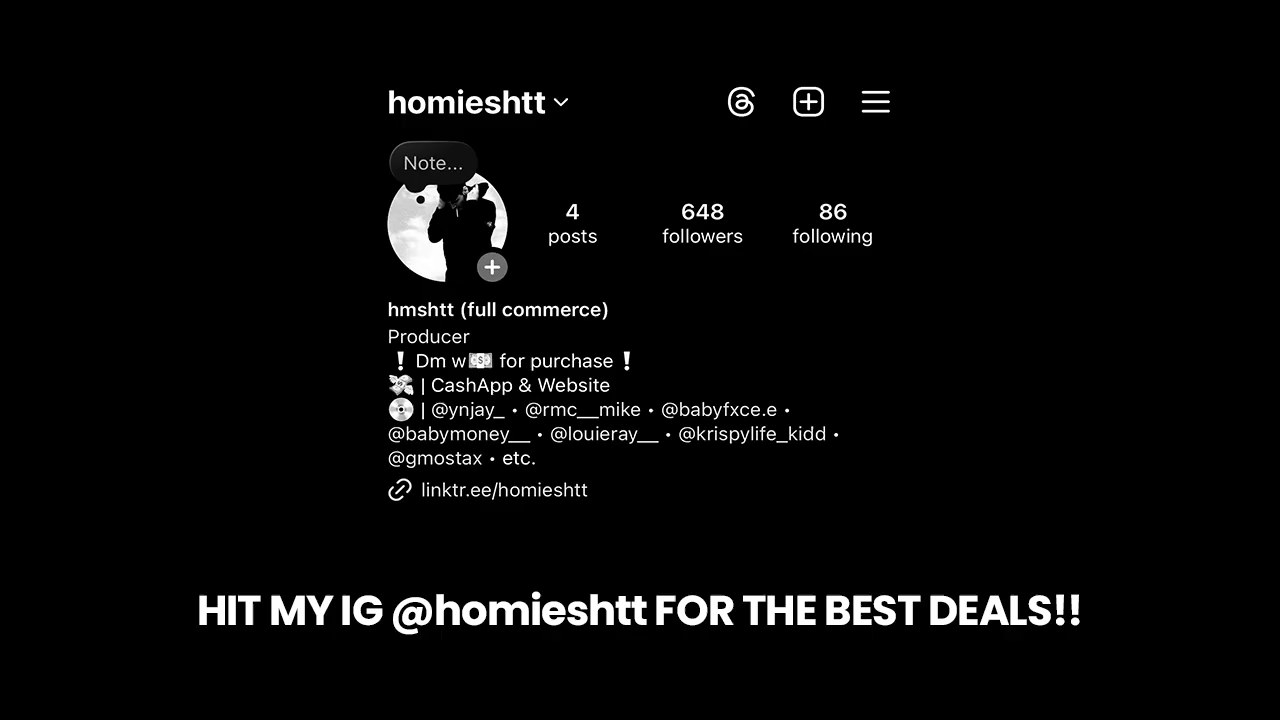 homieshtt
Note...
4 posts
648 followers
86 following
hmshtt (full commerce)
Producer
❗ Dm w💵 for purchase ❗
💸 | CashApp & Website
💿 | @ynjay_ • @rmc__mike • @babyfxce.e •
@babymoney__ • @louieray__ • @krispylife_kidd •
@gmostax • etc.
linktr.ee/homieshtt
HIT MY IG @homieshtt FOR THE BEST DEALS!!